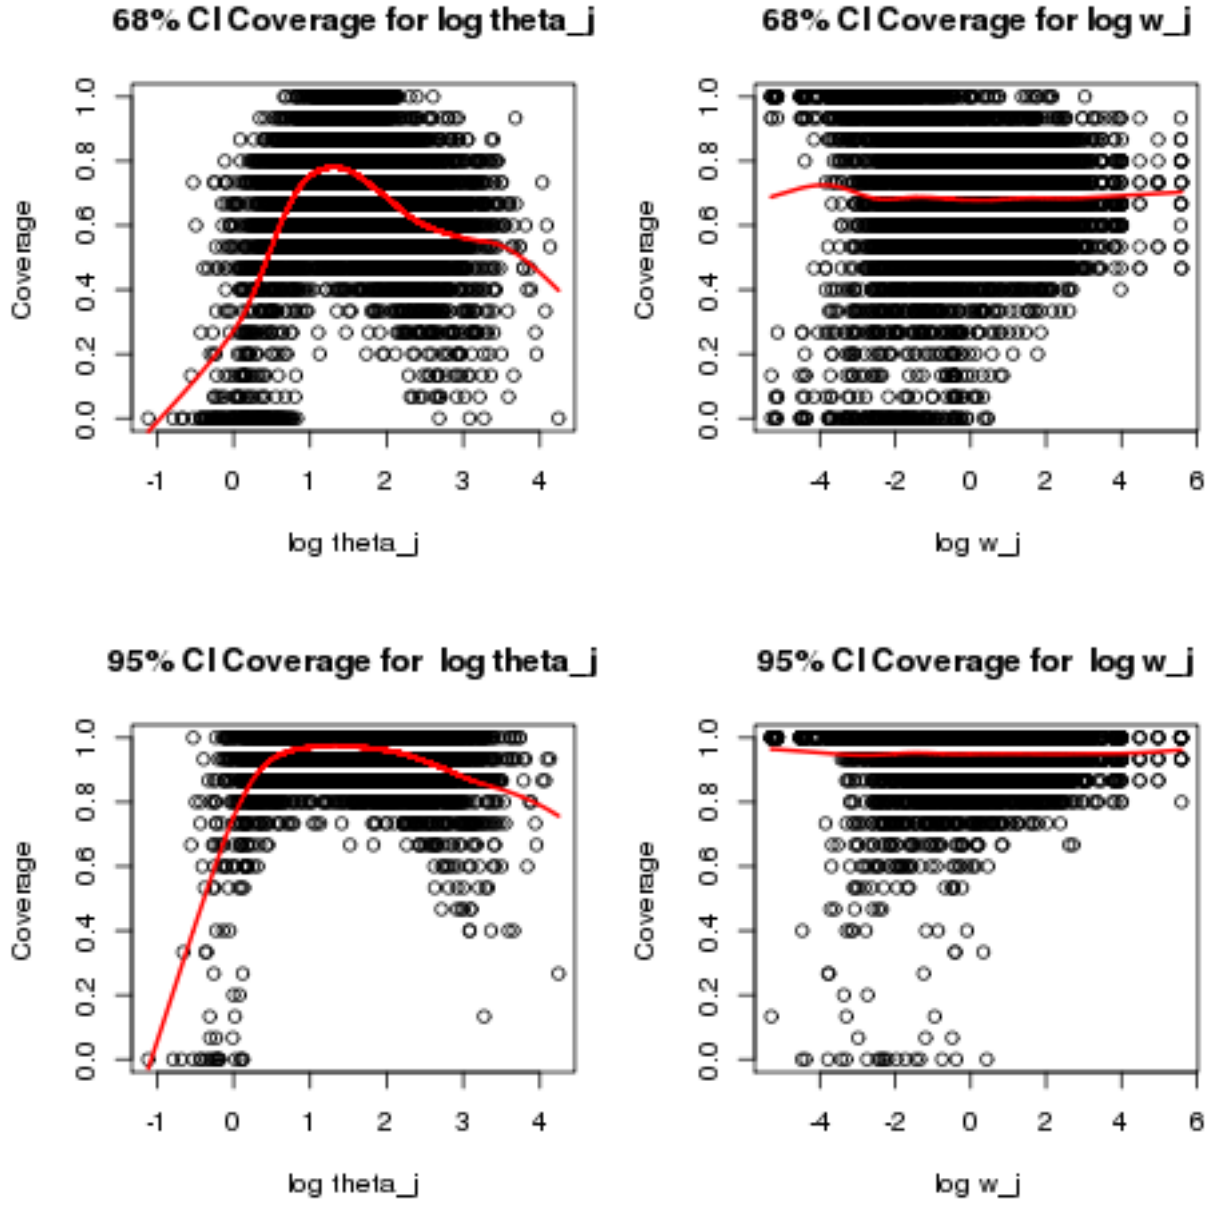 68% CI Coverage for log theta_j
Coverage
1.0
0.8
0.6
0.4
0.2
0.0
-1 0 1 2 3 4
log theta_j
68% CI Coverage for log w_j
Coverage
1.0
0.8
0.6
0.4
0.2
0.0
-4 -2 0 2 4 6
log w_j
95% CI Coverage for log theta_j
Coverage
1.0
0.8
0.6
0.4
0.2
0.0
-1 0 1 2 3 4
log theta_j
95% CI Coverage for log w_j
Coverage
1.0
0.8
0.6
0.4
0.2
0.0
-4 -2 0 2 4 6
log w_j